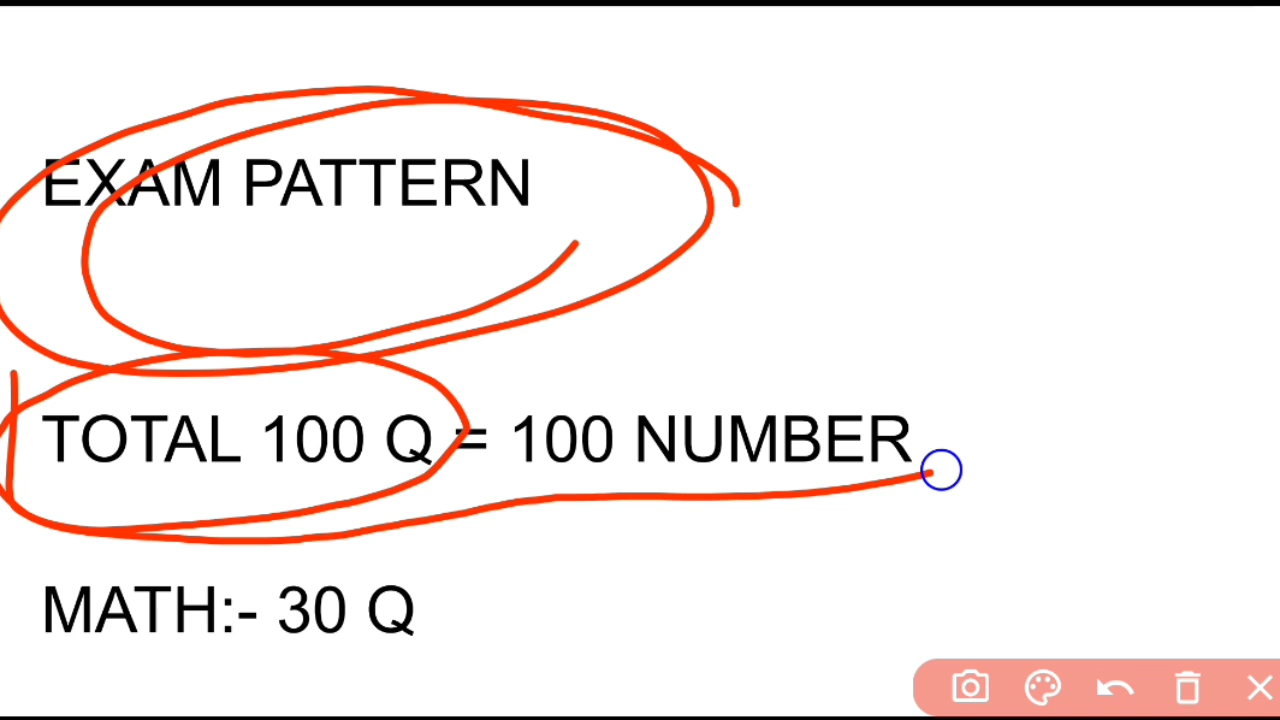 EXAM PATTERN
TOTAL 100 Q = 100 NUMBER
MATH:- 30 Q